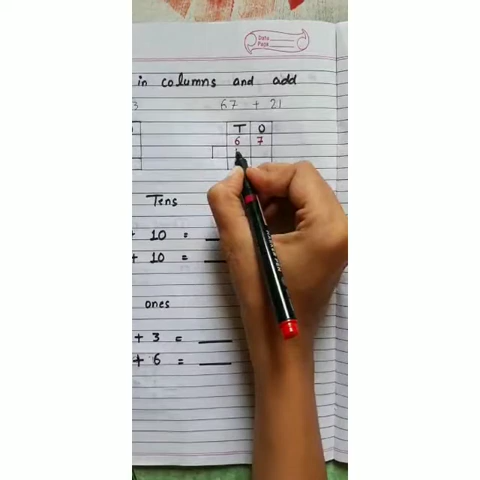 Date
Page
in columns and add
3 67 + 21
T O
6 7
Tens
+ 10 =
+ 10 =
ones
+ 3 =
+ 6 =